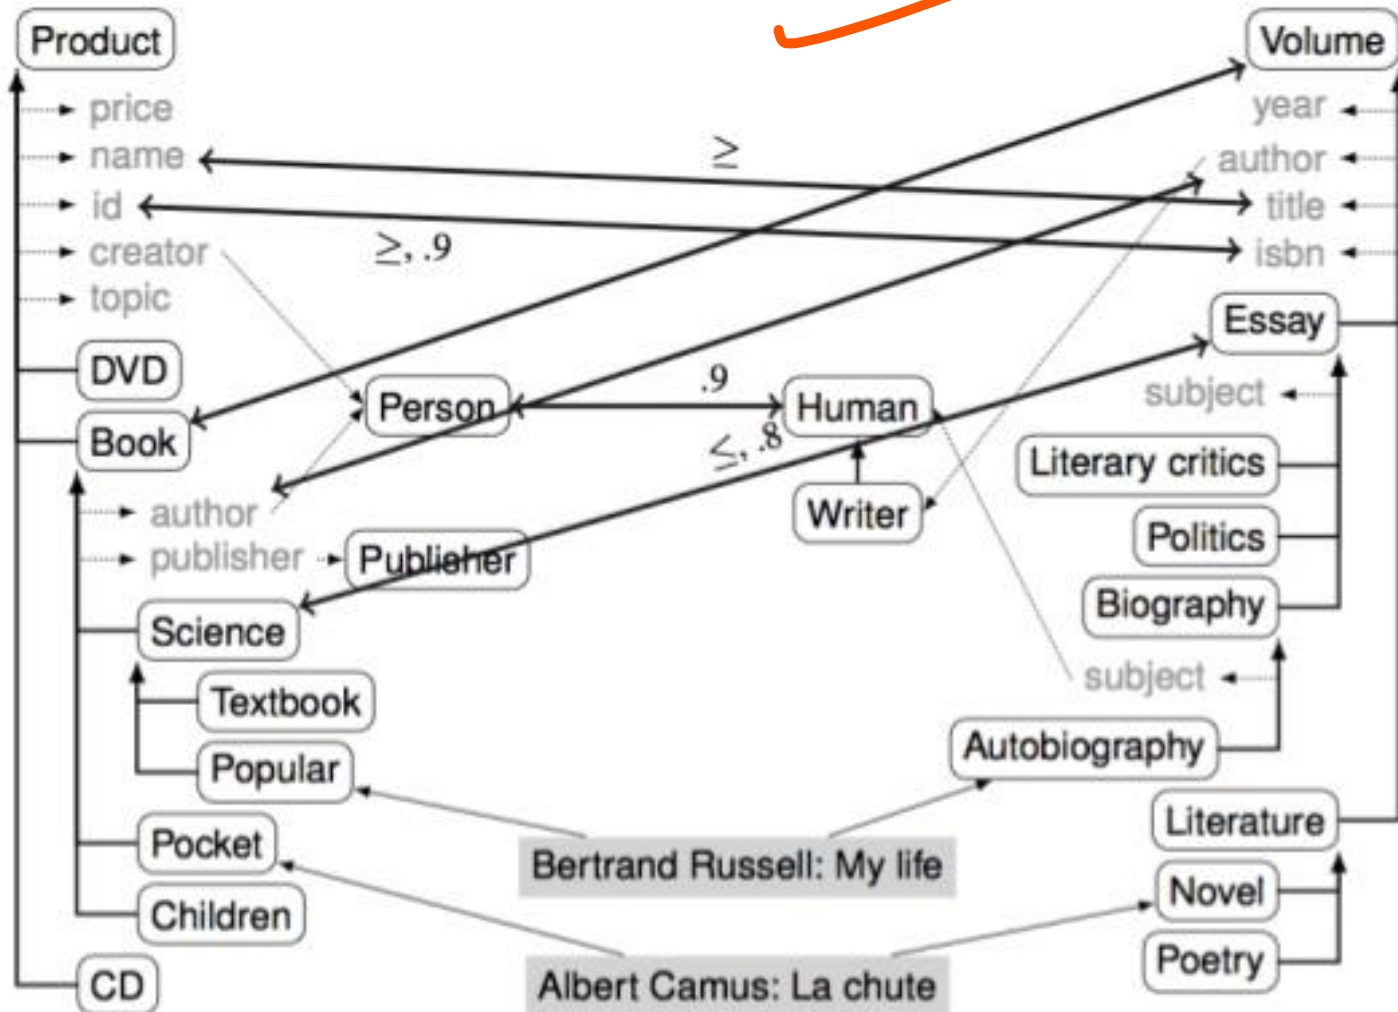 Product
Volume
price
year
name
≥
author
id
title
creator
≥, .9
isbn
topic
Essay
DVD
Person
.9
Human
subject
Book
≤, .8
Literary critics
author
Writer
Politics
publisher
Publisher
Biography
Science
subject
Textbook
Autobiography
Popular
Literature
Pocket
Bertrand Russell: My life
Novel
Children
Poetry
CD
Albert Camus: La chute